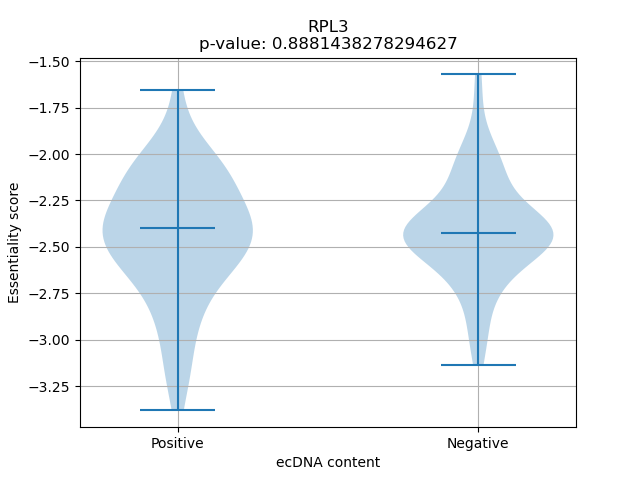 RPL3
p-value: 0.8881438278294627
−1.50
−1.75
−2.00
−2.25
−2.50
−2.75
−3.00
−3.25
Essentiality score
Positive
Negative
ecDNA content